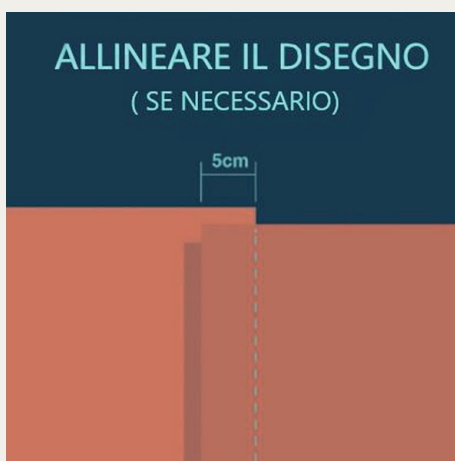 ALLINEARE IL DISEGNO
( SE NECESSARIO)
5cm